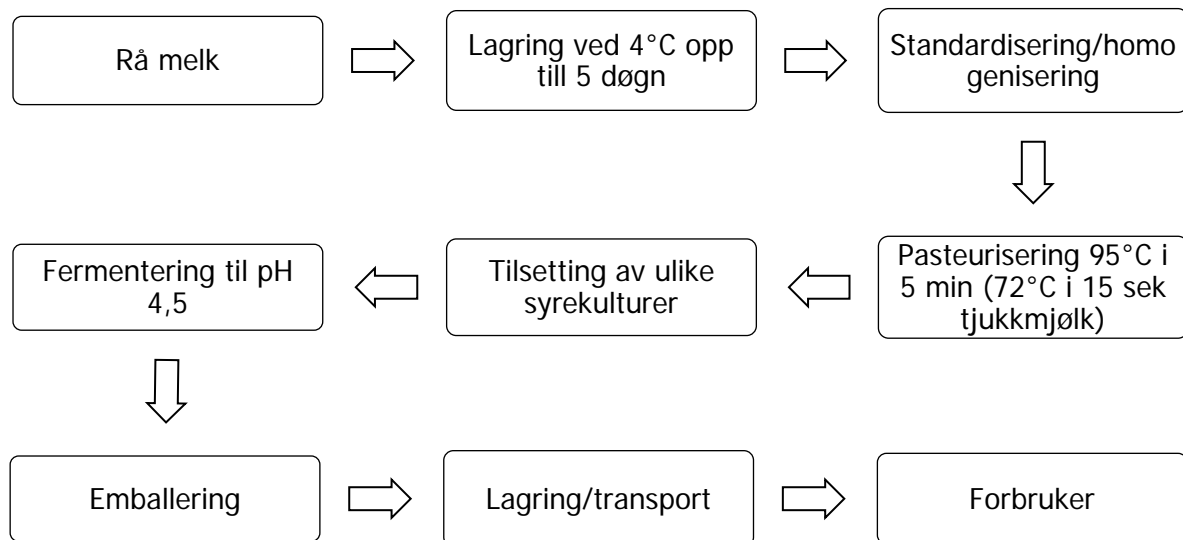 Rå melk
Lagring ved 4°C opp
till 5 døgn
Standardisering/homo
genisering
Pasteurisering 95°C i
5 min (72°C i 15 sek
tjukkmjølk)
Tilsetting av ulike
syrekulturer
Fermentering til pH
4,5
Emballering
Lagring/transport
Forbruker